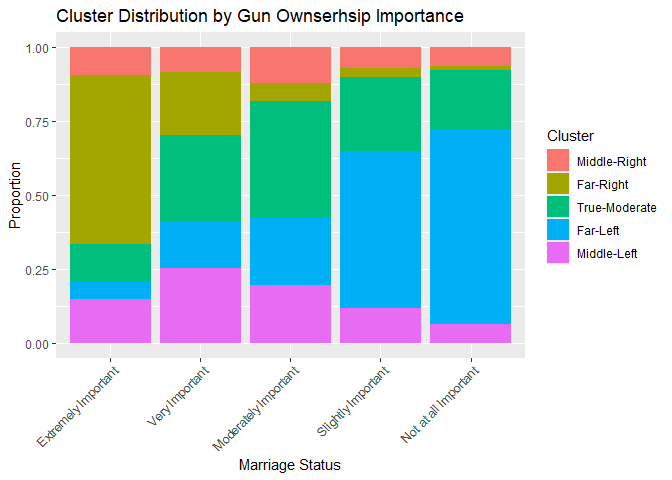 Cluster Distribution by Gun Ownserhsip Importance
1.00
0.75
0.50
0.25
0.00
Proportion
Extremely Important
Very Important
Moderately Important
Slightly Important
Not at all Important
Marriage Status
Cluster
Middle-Right
Far-Right
True-Moderate
Far-Left
Middle-Left